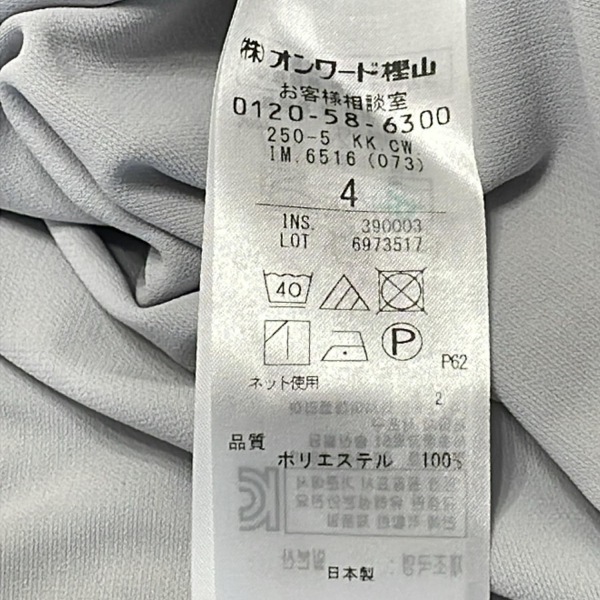 ㈱オンワード樫山
お客様相談室
0120-58-6300
250-5 KK.CW
IM.6516(073)
4
INS. 390003
LOT 6973517
40
P
P62
ネット使用
2
品質
ポリエステル 100%
日本製